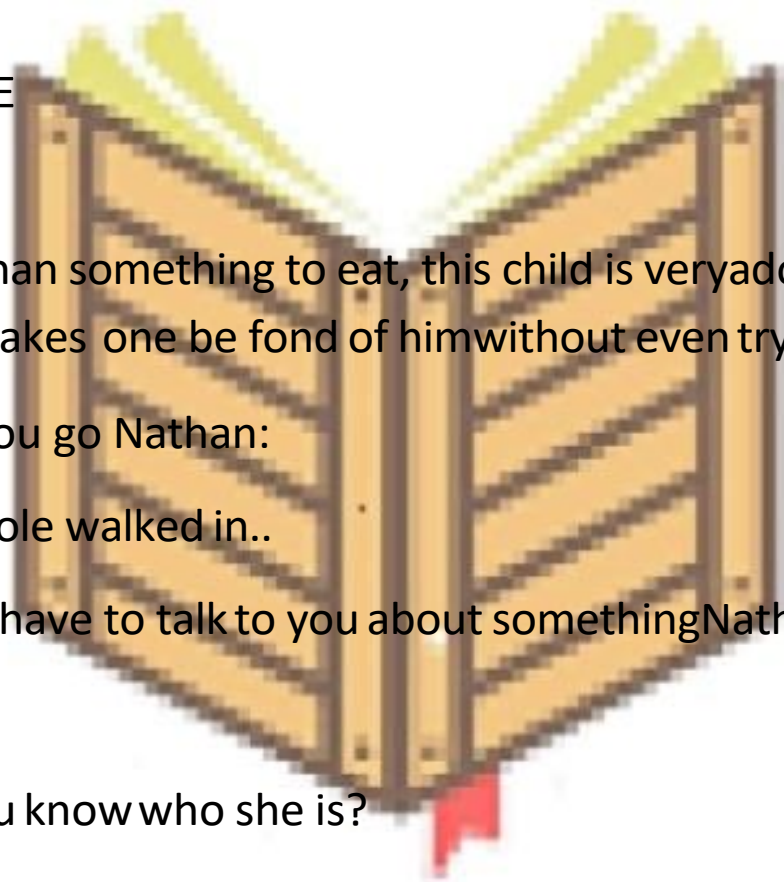 E
han something to eat, this child is veryado
akes one be fond of himwithout even try
ou go Nathan:
ole walked in..
have to talk to you about somethingNath
u know who she is?